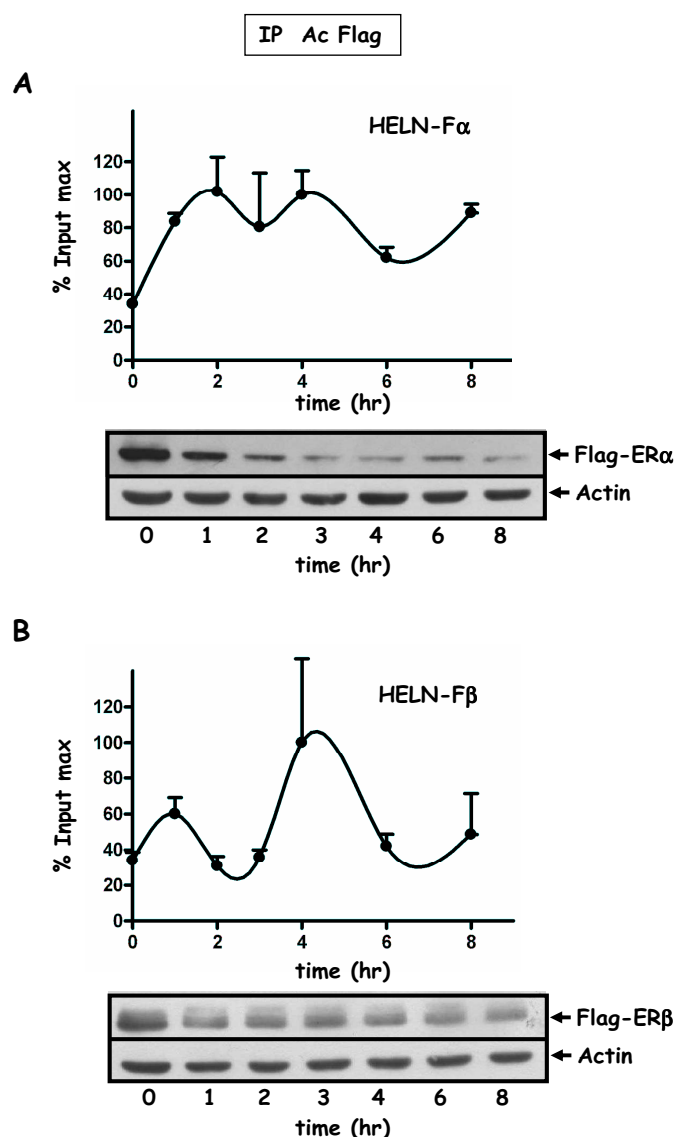 IP Ac Flag
A
HELN-Fα
% Input max
120
100
80
60
40
20
0
0 2 4 6 8
time (hr)
Flag-ERα
Actin
0 1 2 3 4 6 8
time (hr)
B
HELN-Fβ
% Input max
120
100
80
60
40
20
0
0 2 4 6 8
time (hr)
Flag-ERβ
Actin
0 1 2 3 4 6 8
time (hr)